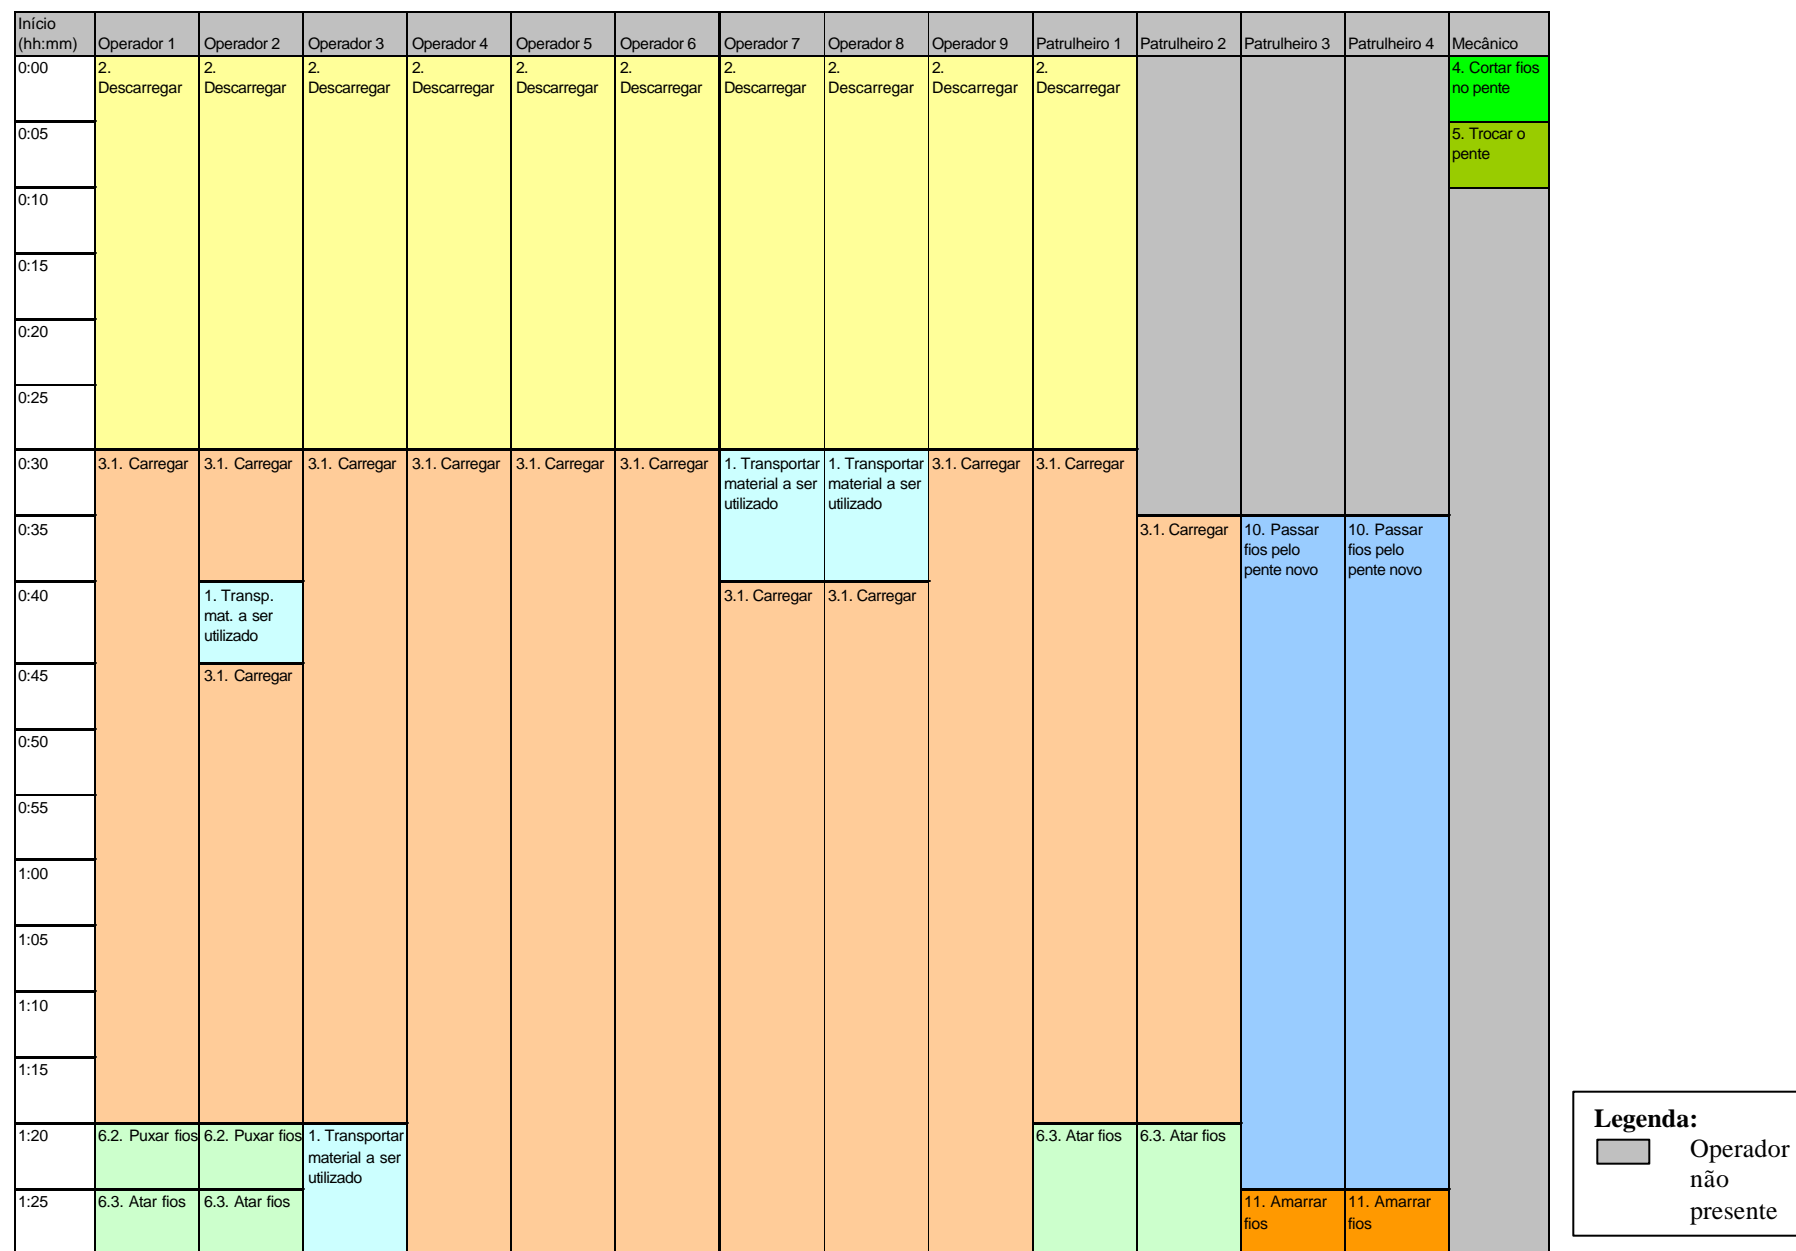 Início
(hh:mm) Operador 1 Operador 2 Operador 3 Operador 4 Operador 5 Operador 6 Operador 7 Operador 8 Operador 9 Patrulheiro 1 Patrulheiro 2 Patrulheiro 3 Patrulheiro 4 Mecânico
0:00 2. 2. 2. 2. 2. 2. 2. 2. 2. 2. 4. Cortar fios
Descarregar Descarregar Descarregar Descarregar Descarregar Descarregar Descarregar Descarregar Descarregar Descarregar no pente
0:05 5. Trocar o
pente
0:10
0:15
0:20
0:25
0:30 3.1. Carregar 3.1. Carregar 3.1. Carregar 3.1. Carregar 3.1. Carregar 3.1. Carregar 1. Transportar 1. Transportar 3.1. Carregar 3.1. Carregar
material a ser material a ser
utilizado utilizado
0:35 3.1. Carregar 10. Passar 10. Passar
fios pelo fios pelo
pente novo pente novo
0:40 1. Transp. 3.1. Carregar 3.1. Carregar
mat. a ser
utilizado
0:45 3.1. Carregar
0:50
0:55
1:00
1:05
1:10
1:15
1:20 6.2. Puxar fios 6.2. Puxar fios 1. Transportar 6.3. Atar fios 6.3. Atar fios
material a ser
utilizado
1:25 6.3. Atar fios 6.3. Atar fios 11. Amarrar 11. Amarrar
fios fios
Legenda:
Operador
não
presente